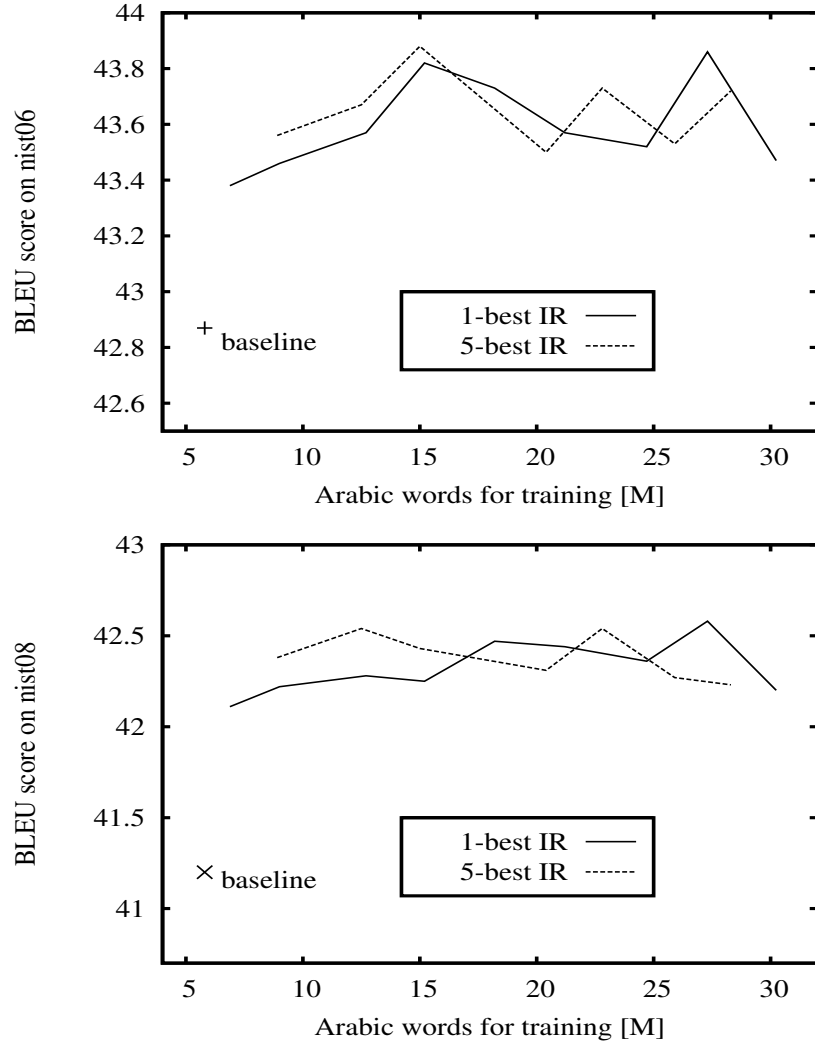 44
43.8
43.6
43.4
43.2
43
42.8
42.6
BLEU score on nist06
1-best IR
5-best IR
baseline
5 10 15 20 25 30
Arabic words for training [M]
43
42.5
42
41.5
41
BLEU score on nist08
1-best IR
5-best IR
baseline
5 10 15 20 25 30
Arabic words for training [M]